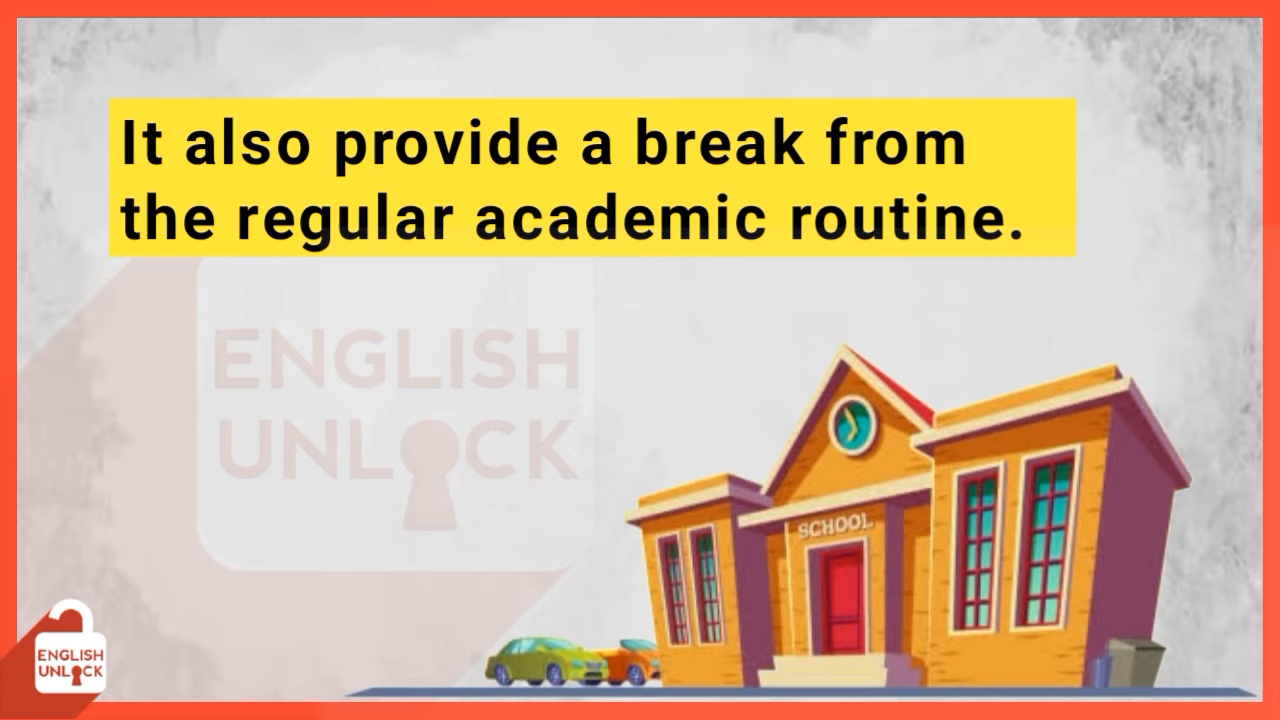 It also provide a break from
the regular academic routine.
ENGLISH
UNLOCK
SCHOOL
ENGLISH
UNLOCK